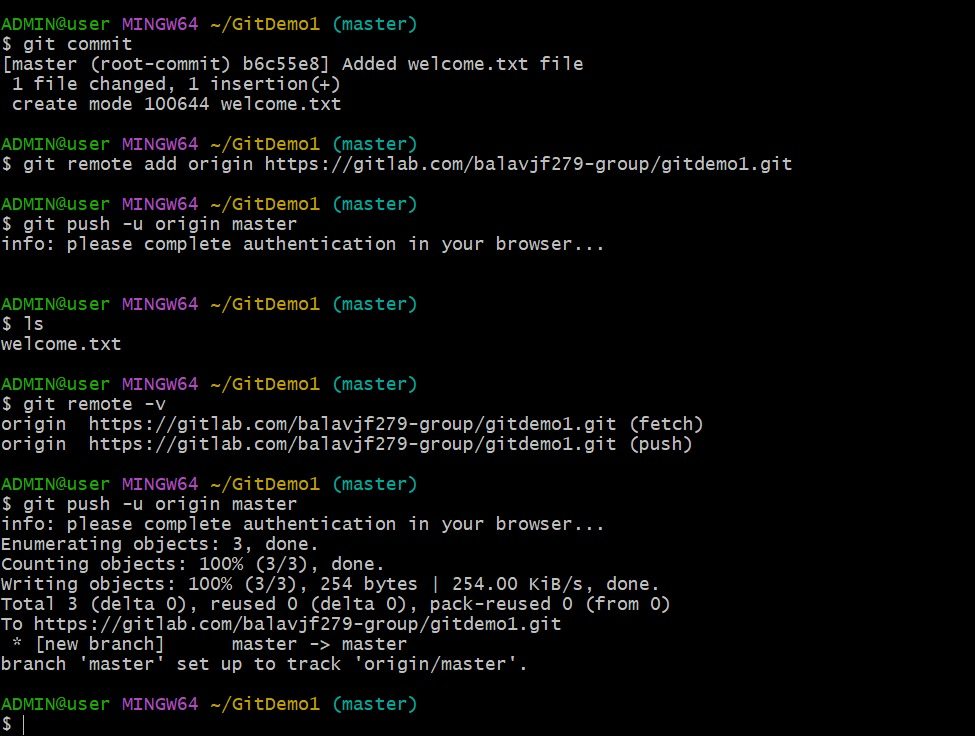 ADMIN@user MINGW64 ~/GitDemo1 (master)
$ git commit
[master (root-commit) b6c55e8] Added welcome.txt file
 1 file changed, 1 insertion(+)
 create mode 100644 welcome.txt

ADMIN@user MINGW64 ~/GitDemo1 (master)
$ git remote add origin https://gitlab.com/balavjf279-group/gitdemo1.git

ADMIN@user MINGW64 ~/GitDemo1 (master)
$ git push -u origin master
info: please complete authentication in your browser...

ADMIN@user MINGW64 ~/GitDemo1 (master)
$ ls
welcome.txt

ADMIN@user MINGW64 ~/GitDemo1 (master)
$ git remote -v
origin  https://gitlab.com/balavjf279-group/gitdemo1.git (fetch)
origin  https://gitlab.com/balavjf279-group/gitdemo1.git (push)

ADMIN@user MINGW64 ~/GitDemo1 (master)
$ git push -u origin master
info: please complete authentication in your browser...
Enumerating objects: 3, done.
Counting objects: 100% (3/3), done.
Writing objects: 100% (3/3), 254 bytes | 254.00 KiB/s, done.
Total 3 (delta 0), reused 0 (delta 0), pack-reused 0 (from 0)
To https://gitlab.com/balavjf279-group/gitdemo1.git
 * [new branch]      master -> master
branch 'master' set up to track 'origin/master'.

ADMIN@user MINGW64 ~/GitDemo1 (master)
$